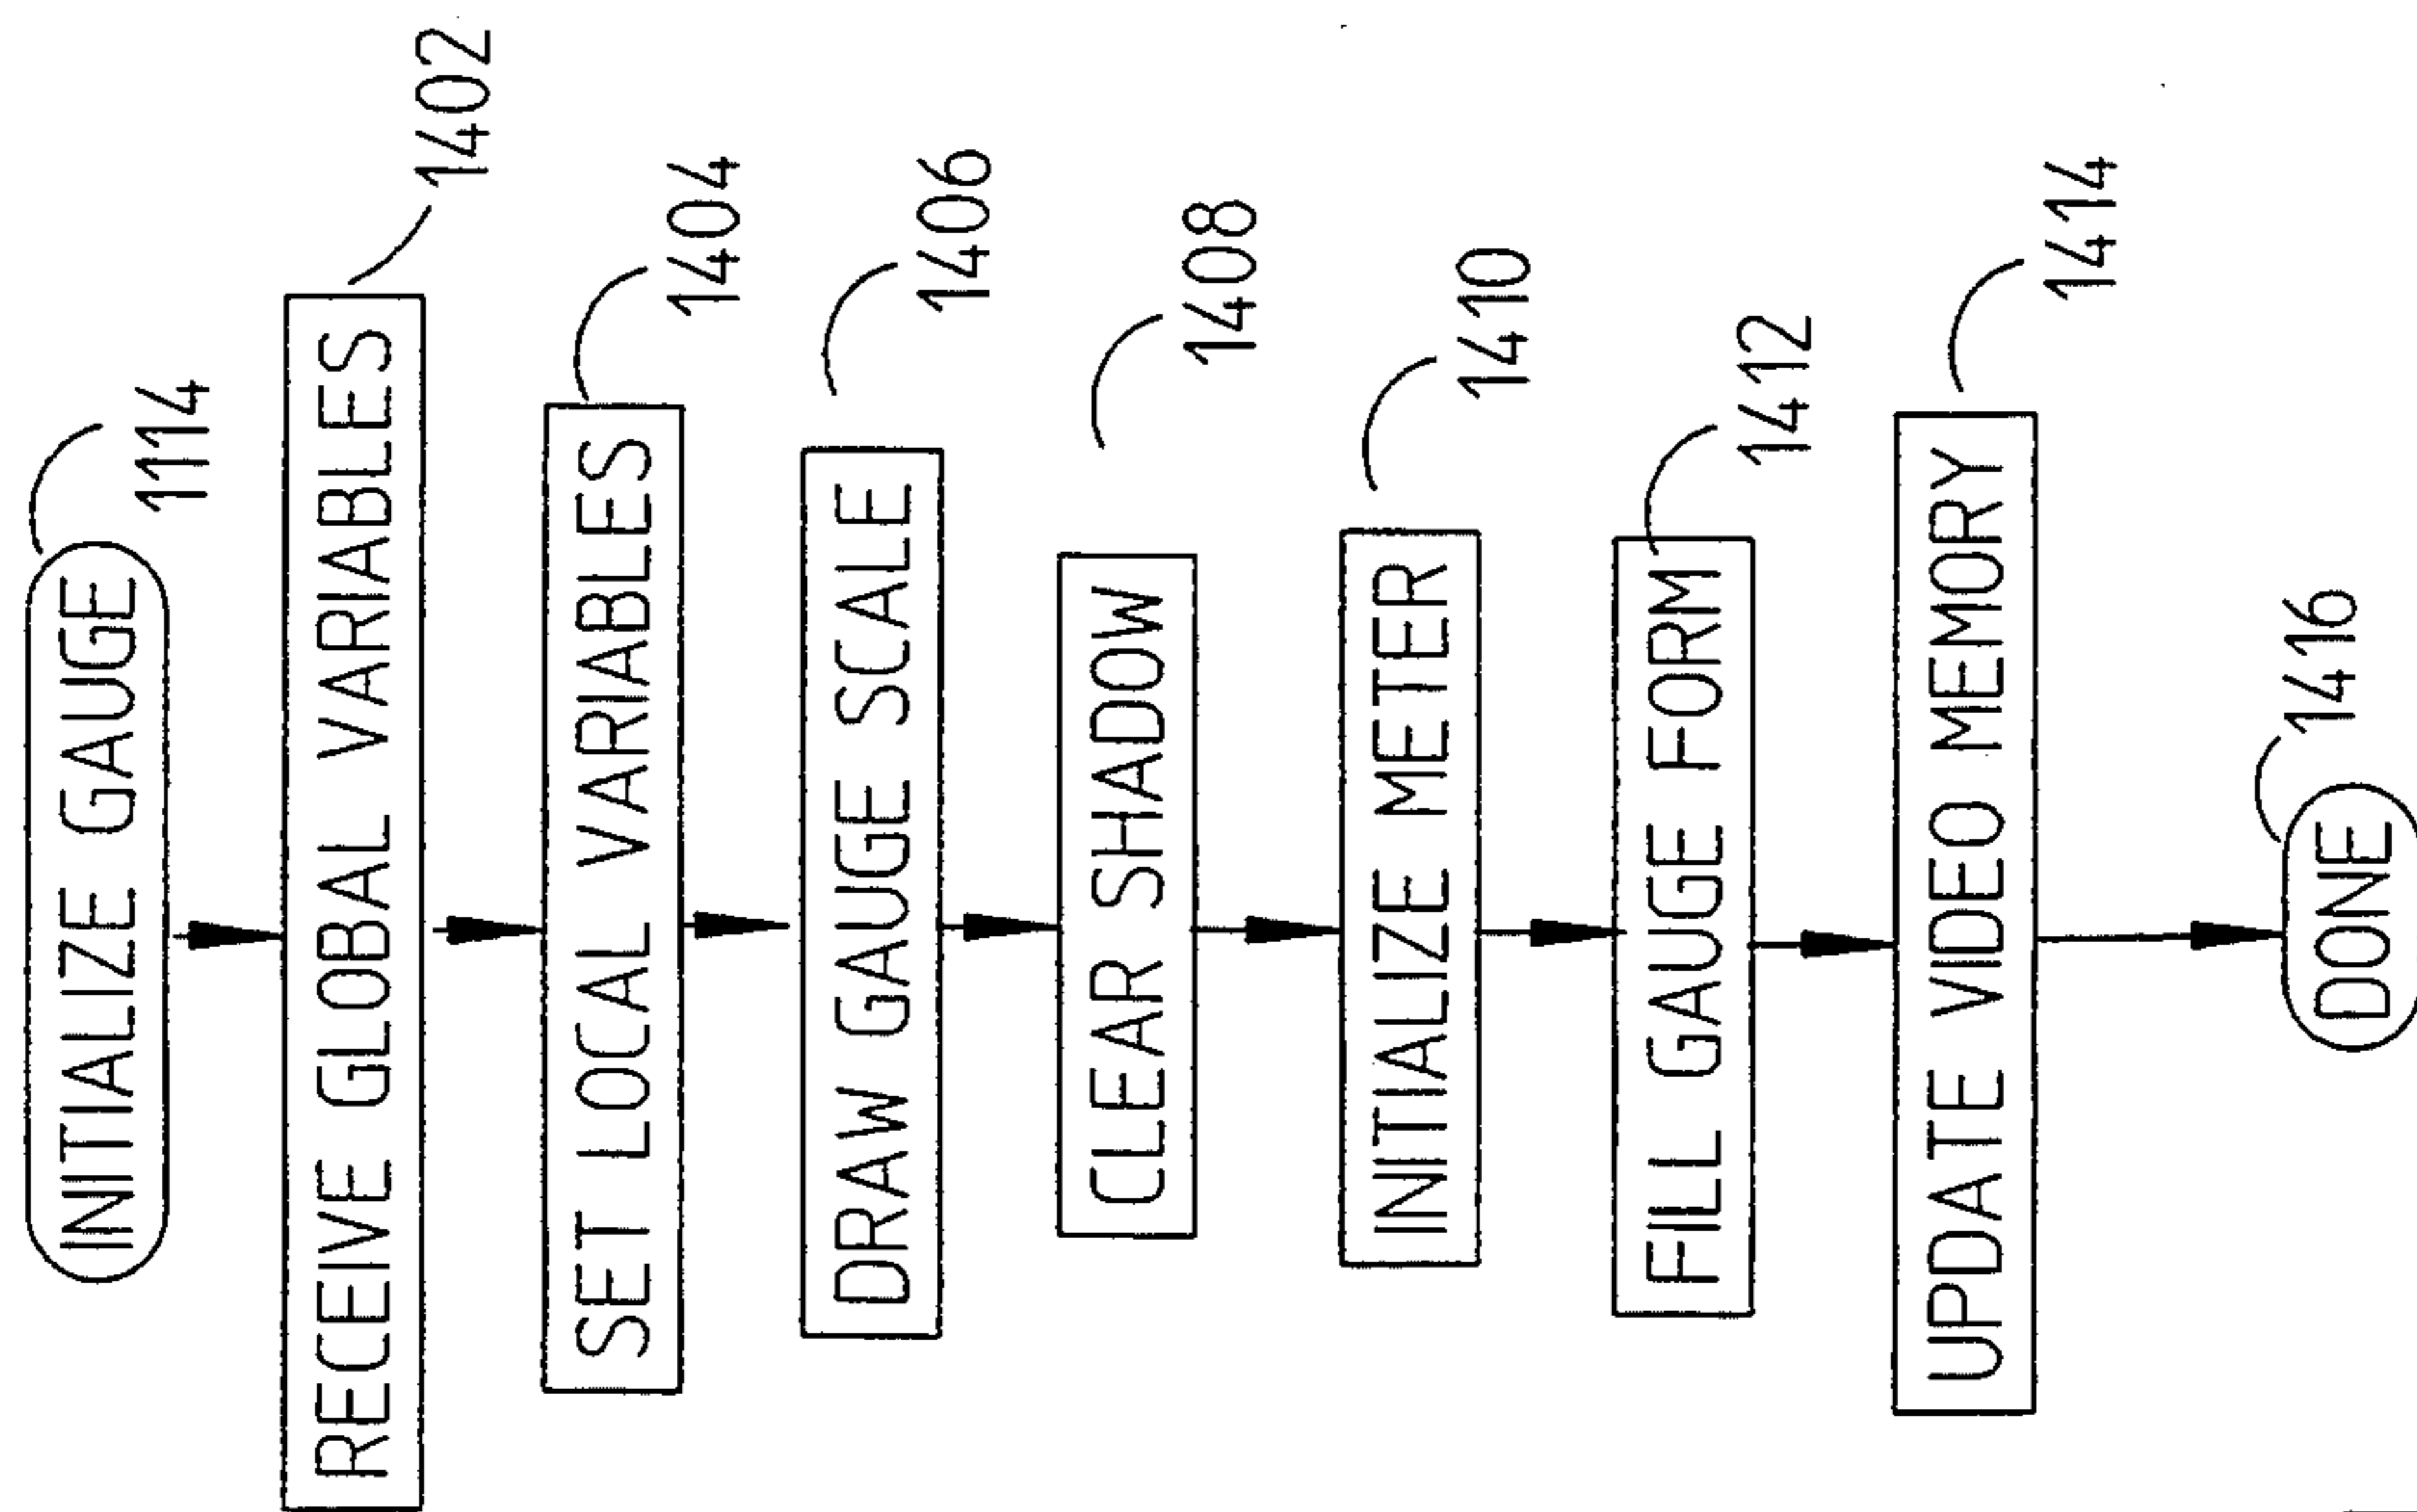 INITIALIZE GAUGE
1114
RECEIVE GLOBAL VARIABLES
1402
SET LOCAL VARIABLES
1404
DRAW GAUGE SCALE
1406
CLEAR SHADOW
1408
INITIALIZE METER
1410
FILL GAUGE FORM
1412
UPDATE VIDEO MEMORY
1414
DONE
1416